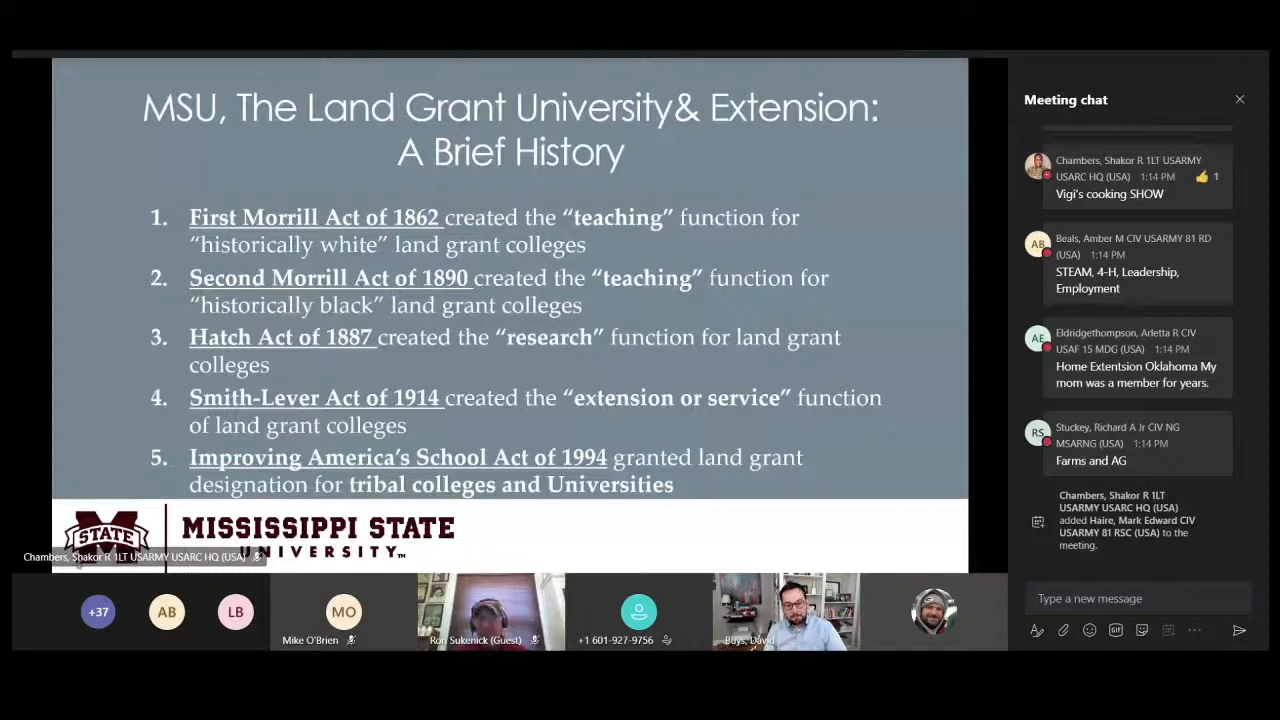 MSU, The Land Grant University& Extension:
A Brief History
1. First Morrill Act of 1862 created the “teaching” function for
“historically white” land grant colleges
2. Second Morrill Act of 1890 created the “teaching” function for
“historically black” land grant colleges
3. Hatch Act of 1887 created the “research” function for land grant
colleges
4. Smith-Lever Act of 1914 created the “extension or service” function
of land grant colleges
5. Improving America’s School Act of 1994 granted land grant
designation for tribal colleges and Universities
STATE
MISSISSIPPI STATE
UNIVERSITY™
Chambers, Shakor R 1LT USARMY USARC HQ (USA)
+37
AB
LB
MO
Mike O'Brien
Ron Sukenick (Guest)
+1 601-927-9756
Buys, David
Meeting chat
Chambers, Shakor R 1LT USARMY
USARC HQ (USA) 1:14 PM 👍 1
Vigi's cooking SHOW
AB
Beals, Amber M CIV USARMY 81 RD
(USA) 1:14 PM
STEAM, 4-H, Leadership,
Employment
AE
Eldridgethompson, Arletta R CIV
USAF 15 MDG (USA) 1:14 PM
Home Extentsion Oklahoma My
mom was a member for years.
RS
Stuckey, Richard A Jr CIV NG
MSARNG (USA) 1:14 PM
Farms and AG
Chambers, Shakor R 1LT
USARMY USARC HQ (USA)
added Haire, Mark Edward CIV
USARMY 81 RSC (USA) to the
meeting.
Type a new message
GIF